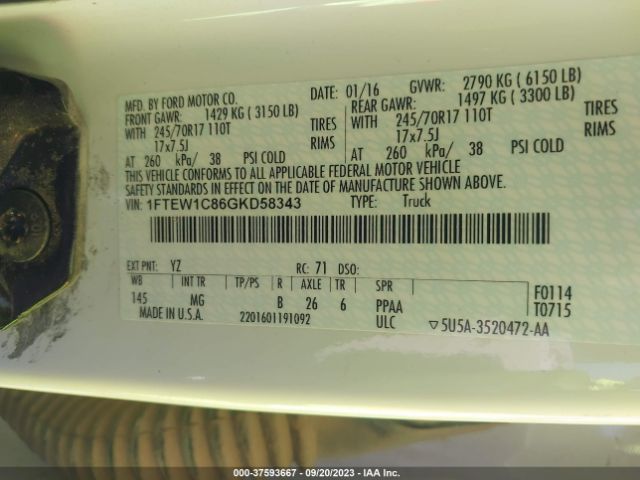 MFD. BY FORD MOTOR CO. DATE: 01/16 GVWR: 2790 KG ( 6150 LB)
FRONT GAWR: 1429 KG ( 3150 LB) REAR GAWR: 1497 KG ( 3300 LB)
WITH 245/70R17 110T TIRES WITH 245/70R17 110T TIRES
17x7.5J RIMS 17x7.5J RIMS
AT 260 kPa/ 38 PSI COLD AT 260 kPa/ 38 PSI COLD
THIS VEHICLE CONFORMS TO ALL APPLICABLE FEDERAL MOTOR VEHICLE
SAFETY STANDARDS IN EFFECT ON THE DATE OF MANUFACTURE SHOWN ABOVE.
VIN: 1FTEW1C86GKD58343 TYPE: Truck
EXT PNT: YZ RC: 71 DSO:
WB INT TR TP/PS R AXLE TR SPR F0114
145 MG B 26 6 PPAA T0715
MADE IN U.S.A. 2201601191092 ULC ▽5U5A-3520472-AA
000-37593667 - 09/20/2023 - IAA Inc.